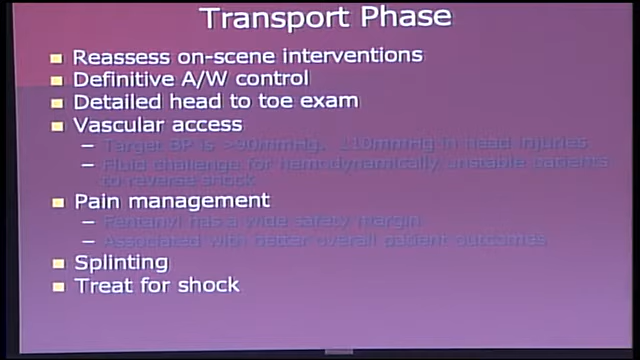 Transport Phase
Reassess on-scene interventions
Definitive A/W control
Detailed head to toe exam
Vascular access
– Target BP is >90mmHg. 110mmHg in head injuries
– Fluid challenge for hemodynamically unstable patients
to reverse shock
Pain management
– Fentanyl has a wide safety margin
– Associated with better overall patient outcomes
Splinting
Treat for shock